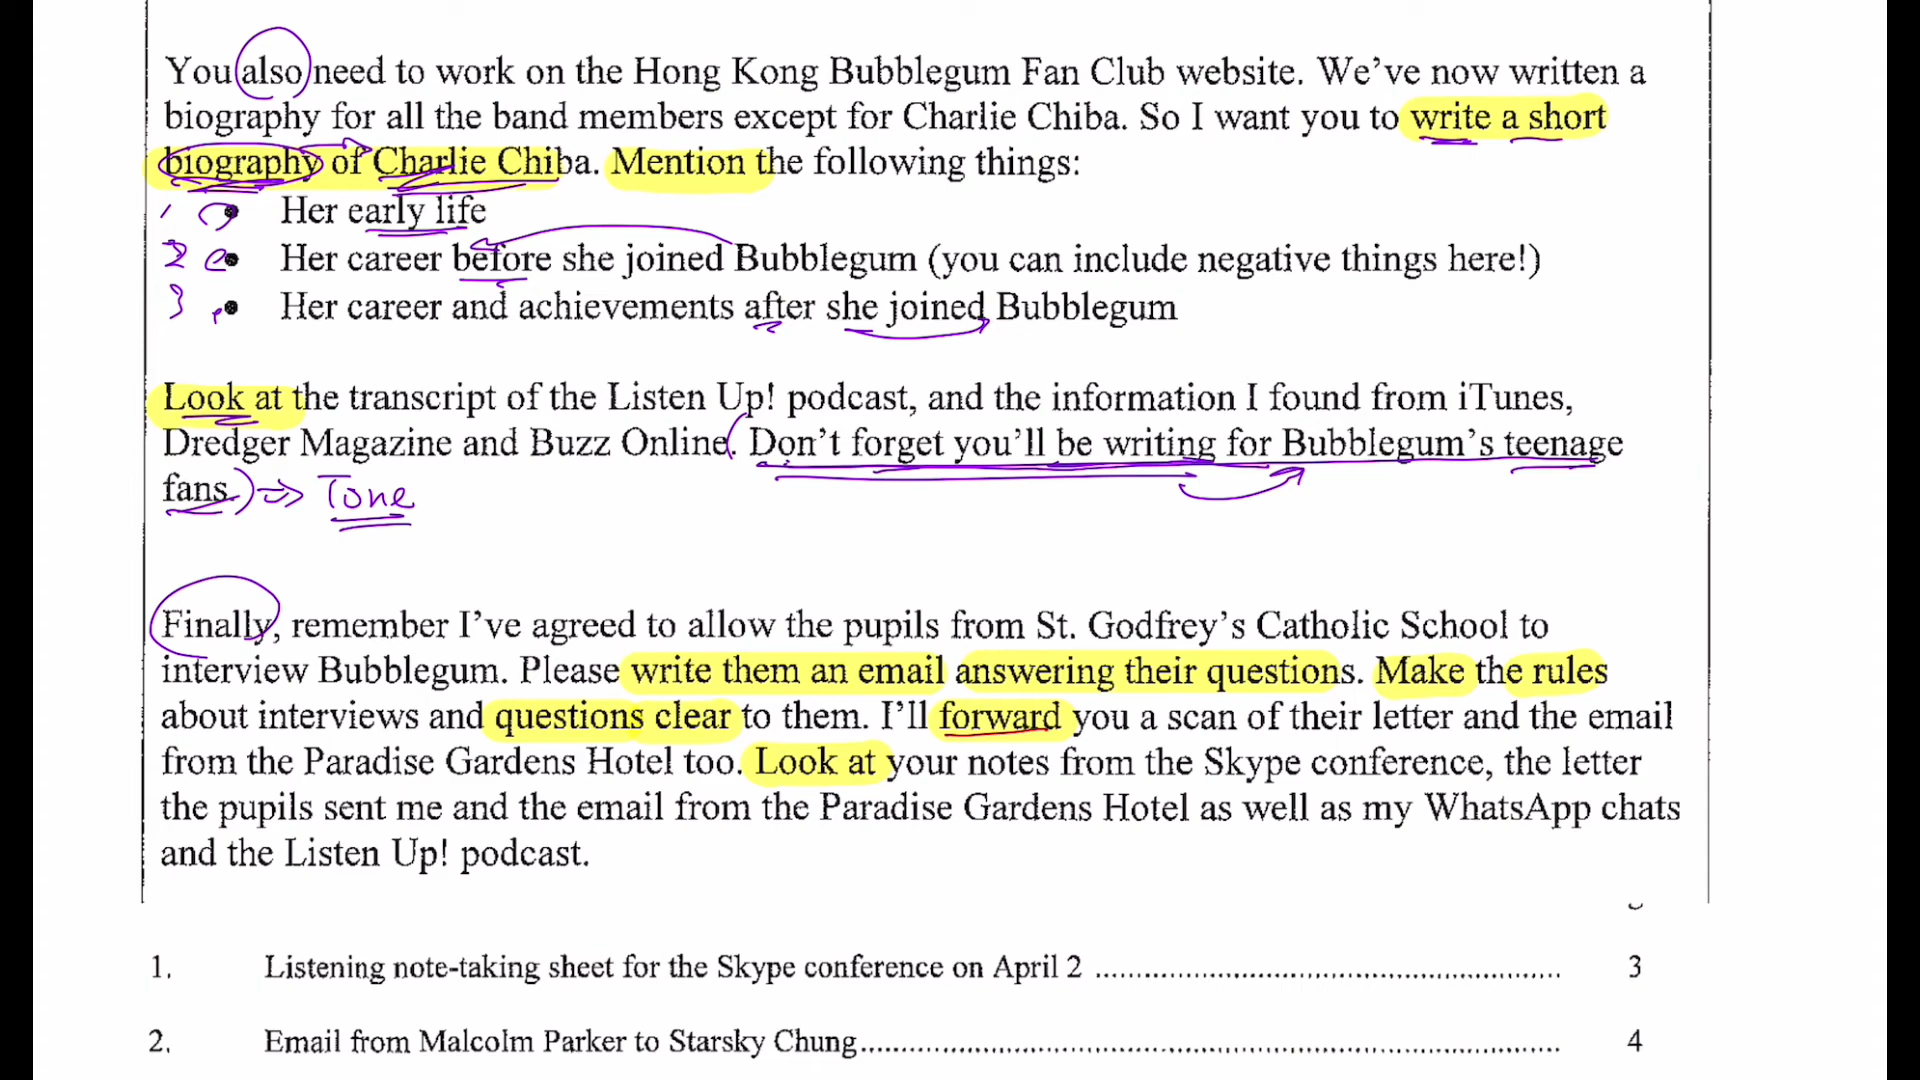 You also need to work on the Hong Kong Bubblegum Fan Club website. We've now written a
biography for all the band members except for Charlie Chiba. So I want you to write a short
biography of Charlie Chiba. Mention the following things:
1 • Her early life
2 • Her career before she joined Bubblegum (you can include negative things here!)
3 • Her career and achievements after she joined Bubblegum
Look at the transcript of the Listen Up! podcast, and the information I found from iTunes,
Dredger Magazine and Buzz Online. Don't forget you'll be writing for Bubblegum's teenage
fans. ⇒ Tone
Finally, remember I've agreed to allow the pupils from St. Godfrey's Catholic School to
interview Bubblegum. Please write them an email answering their questions. Make the rules
about interviews and questions clear to them. I'll forward you a scan of their letter and the email
from the Paradise Gardens Hotel too. Look at your notes from the Skype conference, the letter
the pupils sent me and the email from the Paradise Gardens Hotel as well as my WhatsApp chats
and the Listen Up! podcast.
1. Listening note-taking sheet for the Skype conference on April 2 ........ 3
2. Email from Malcolm Parker to Starsky Chung ........ 4